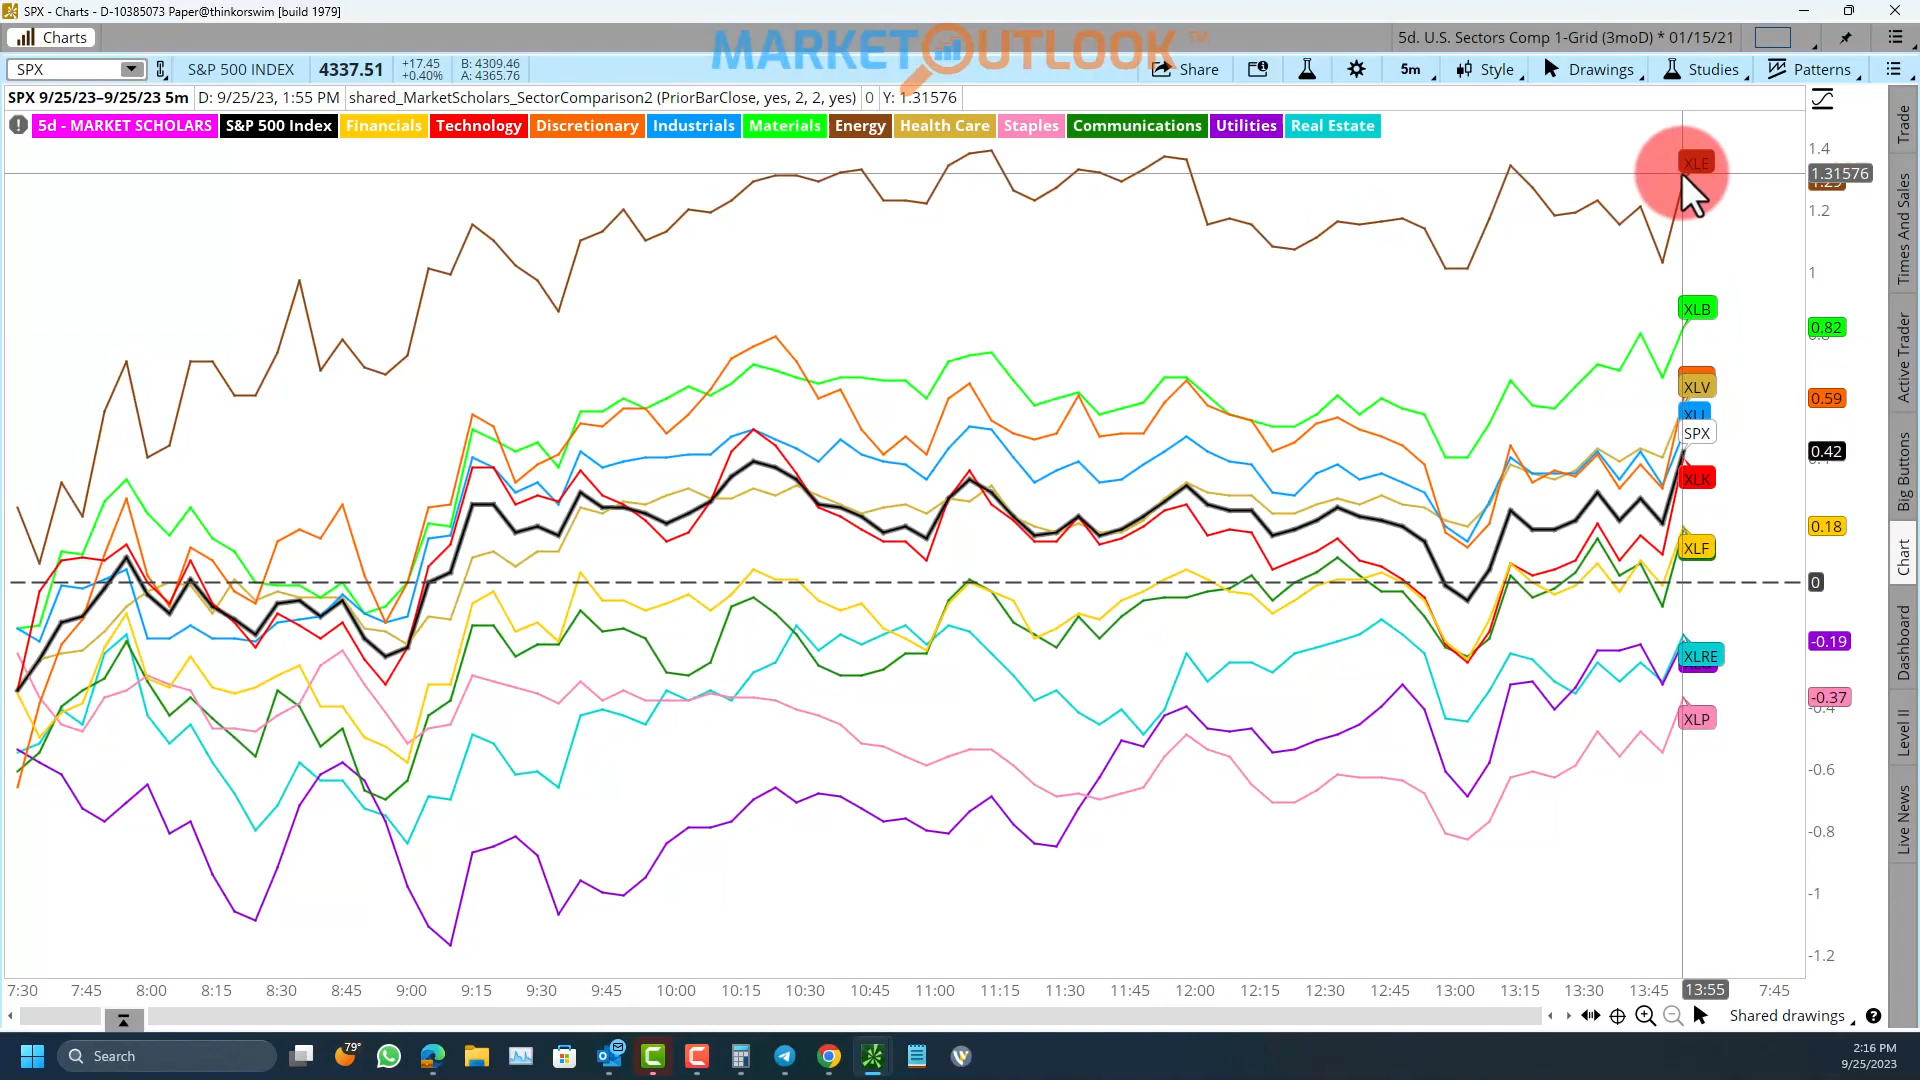 SPX - Charts - D-10385073 Paper@thinkorswim [build 1979]
Charts
MARKET OUTLOOK TM
5d. U.S. Sectors Comp 1-Grid (3moD) * 01/15/21
SPX
S&P 500 INDEX
4337.51
+17.45
+0.40%
B: 4309.46
A: 4365.76
Share
5m
Style
Drawings
Studies
Patterns
SPX 9/25/23–9/25/23 5m
D: 9/25/23, 1:55 PM
shared_MarketScholars_SectorComparison2 (PriorBarClose, yes, 2, 2, yes)
0
Y: 1.31576
5d - MARKET SCHOLARS
S&P 500 Index
Financials
Technology
Discretionary
Industrials
Materials
Energy
Health Care
Staples
Communications
Utilities
Real Estate
1.4
XLE
1.31576
1.2
1
XLB
0.82
XLV
0.59
XLI
SPX
0.42
XLK
0.18
XLF
0
-0.19
XLRE
-0.37
-0.4
XLP
-0.6
-0.8
-1
-1.2
7:30 7:45 8:00 8:15 8:30 8:45 9:00 9:15 9:30 9:45 10:00 10:15 10:30 10:45 11:00 11:15 11:30 11:45 12:00 12:15 12:30 12:45 13:00 13:15 13:30 13:45 13:55 7:45
Shared drawings
Trade
Times And Sales
Active Trader
Big Buttons
Chart
Dashboard
Level II
Live News
79°
Search
2:16 PM
9/25/2023